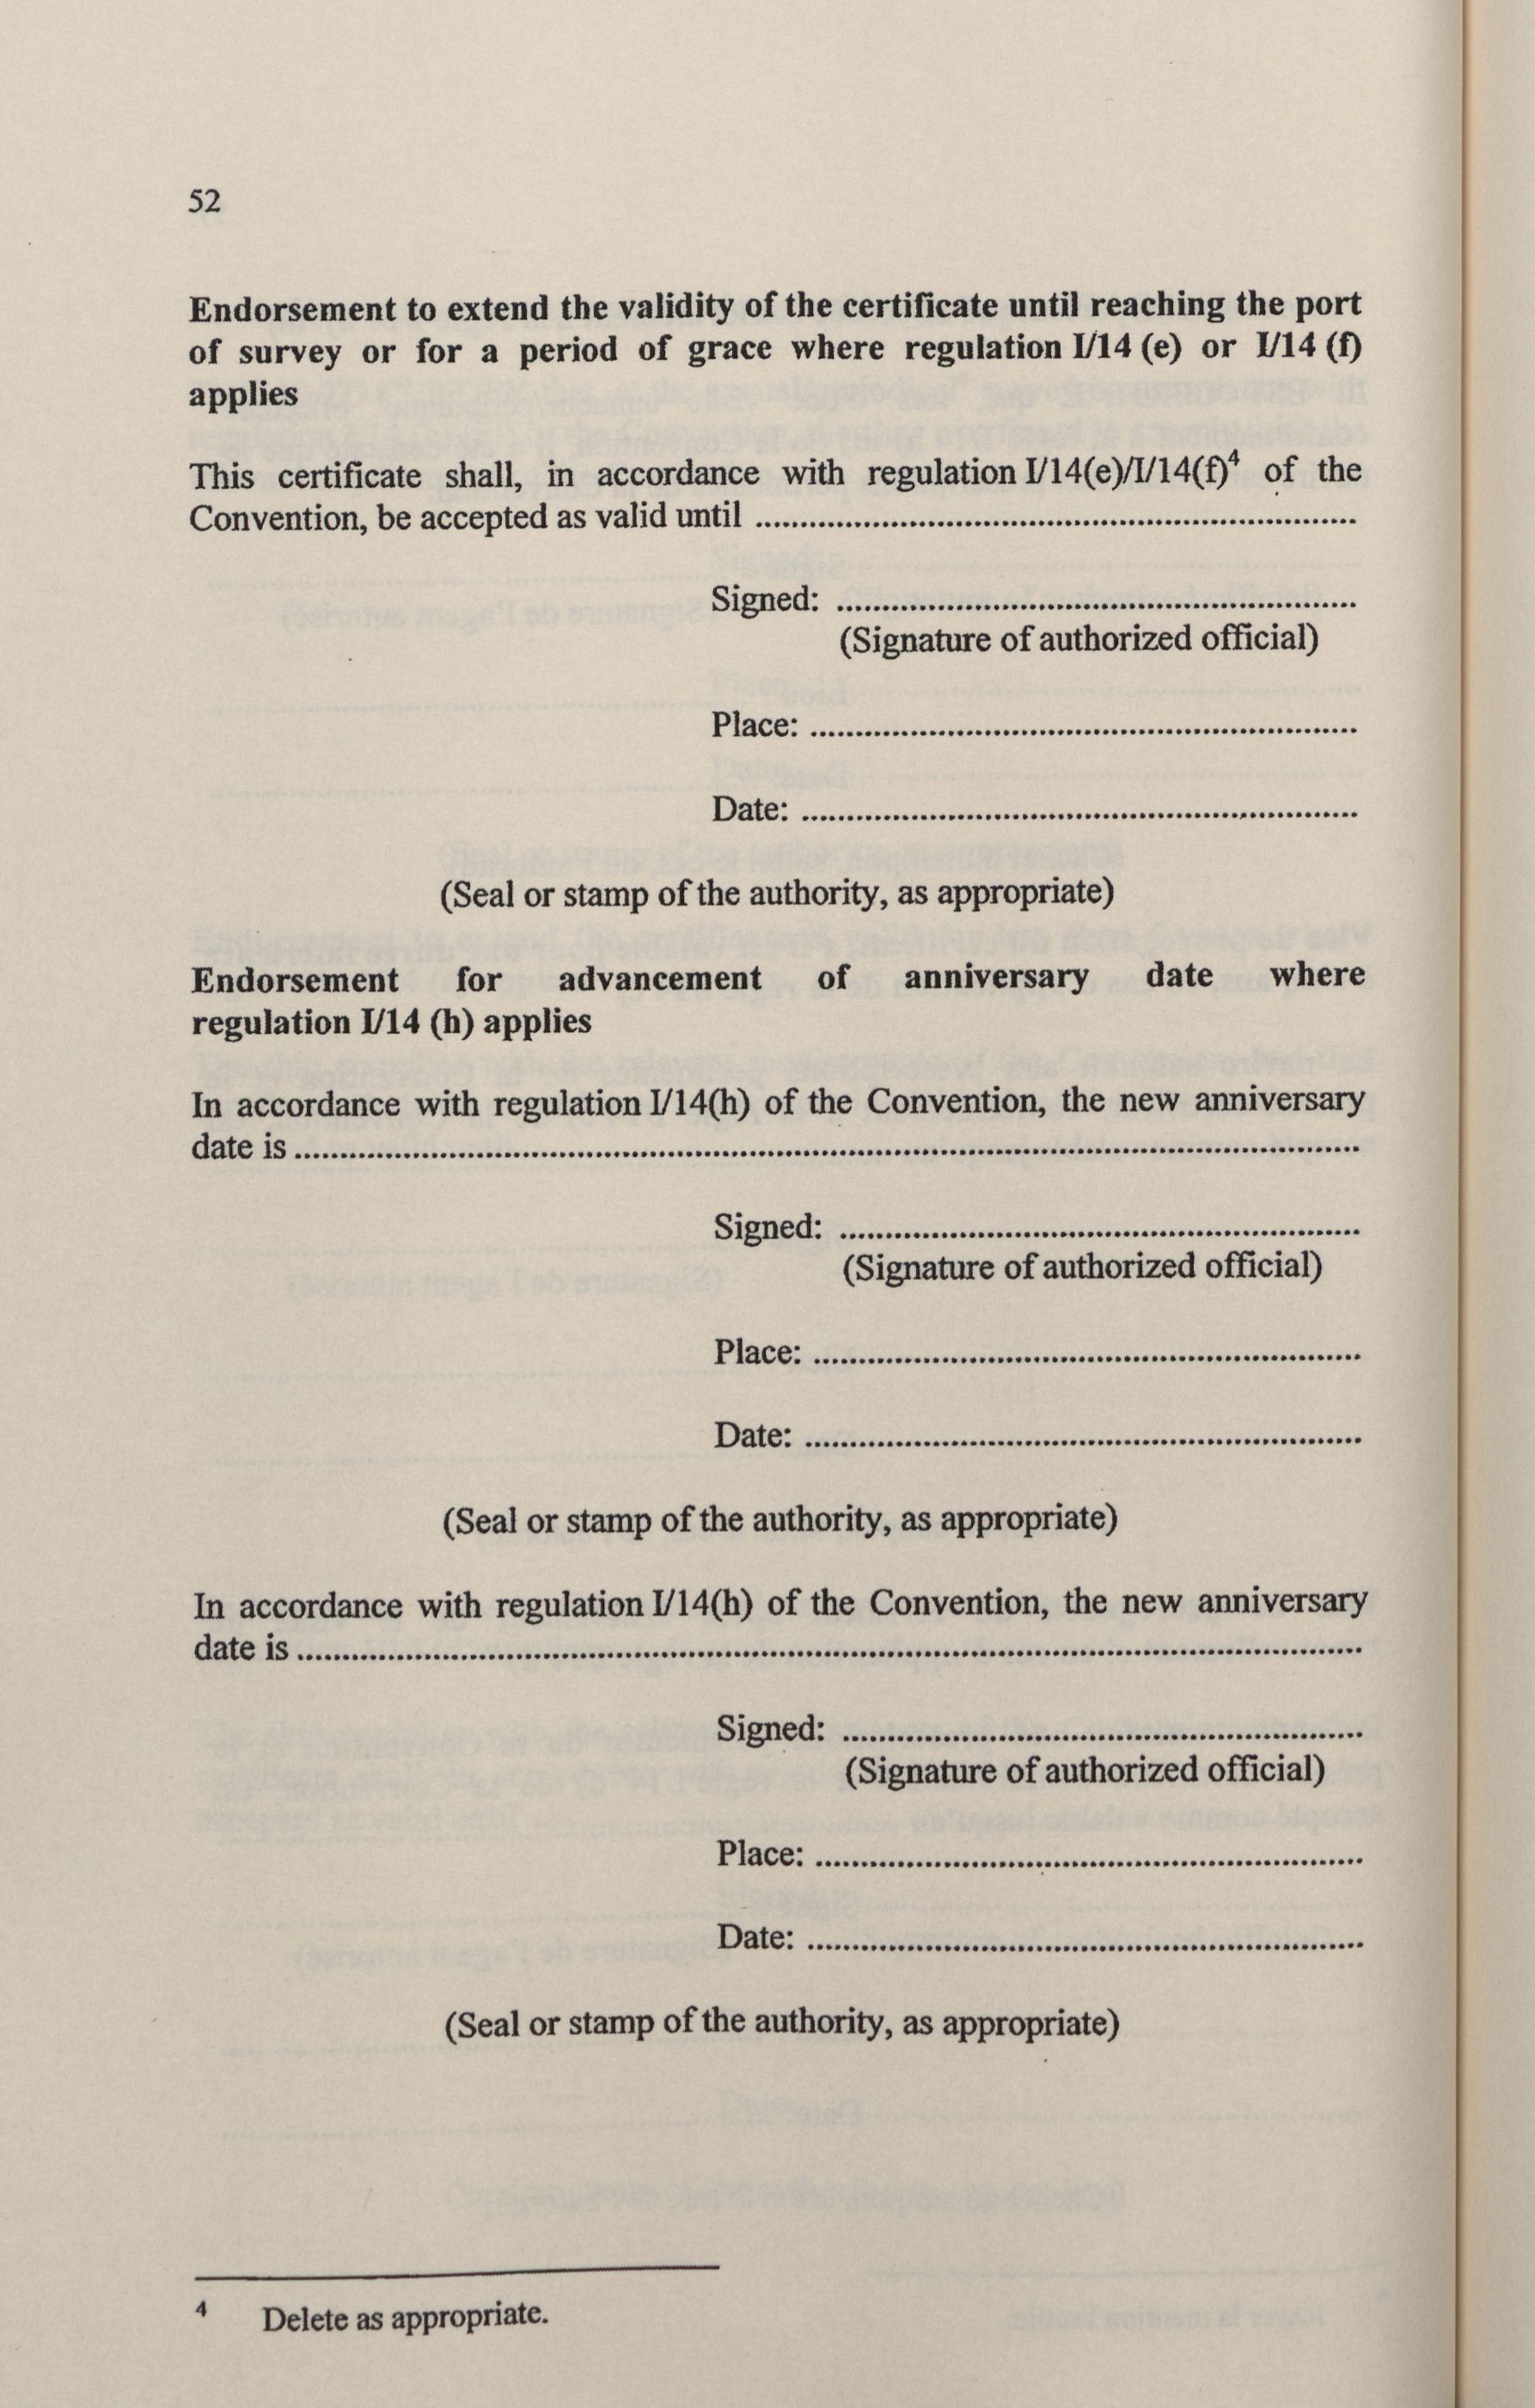 52
Endorsement to extend the validity of the certificate until reaching the port
of survey or for a period of grace where regulation I/14 (e) or I/14 (f)
applies
This certificate shall, in accordance with regulation I/14(e)/I/14(f)⁴ of the
Convention, be accepted as valid until ....................................................................
Signed: ..........................................................
(Signature of authorized official)
Place: .............................................................
Date: ..............................................................
(Seal or stamp of the authority, as appropriate)
Endorsement for advancement of anniversary date where
regulation I/14 (h) applies
In accordance with regulation I/14(h) of the Convention, the new anniversary
date is ........................................................................................................................
Signed: ..........................................................
(Signature of authorized official)
Place: .............................................................
Date: ..............................................................
(Seal or stamp of the authority, as appropriate)
In accordance with regulation I/14(h) of the Convention, the new anniversary
date is ........................................................................................................................
Signed: ..........................................................
(Signature of authorized official)
Place: .............................................................
Date: ..............................................................
(Seal or stamp of the authority, as appropriate)
⁴ Delete as appropriate.